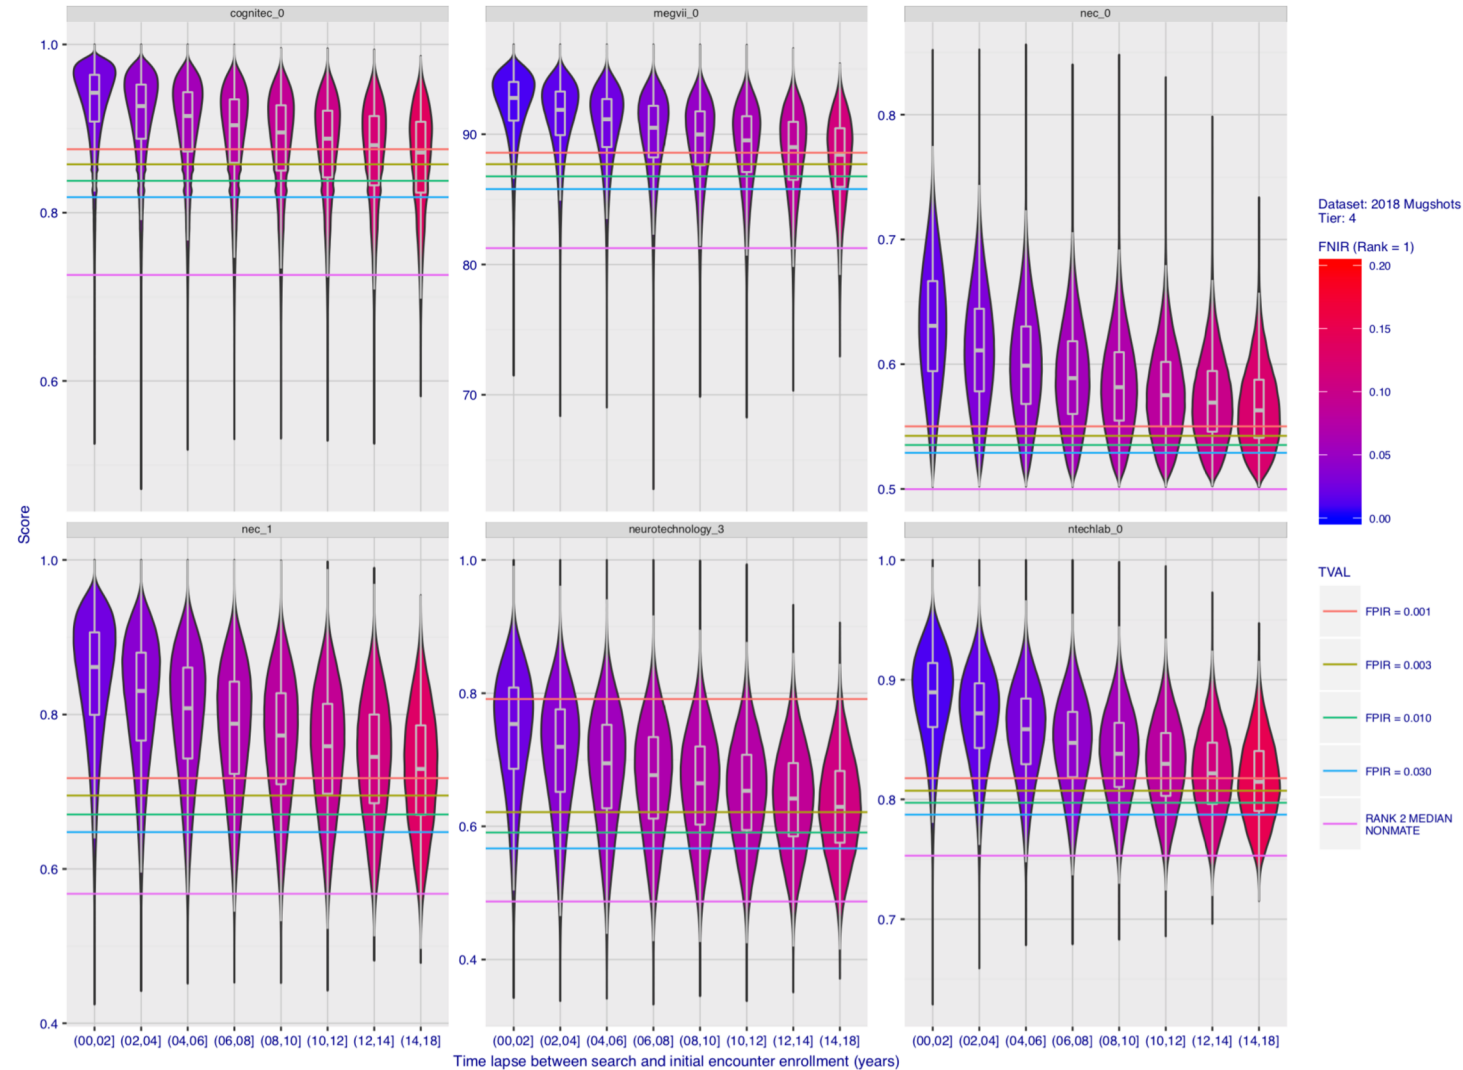 cognitec_0
megvii_0
nec_0
1.0
0.8
0.6
90
80
70
0.8
0.7
0.6
0.5
Dataset: 2018 Mugshots
Tier: 4
FNIR (Rank = 1)
0.20
0.15
0.10
0.05
0.00
Score
nec_1
neurotechnology_3
ntechlab_0
1.0
0.8
0.6
0.4
1.0
0.8
0.6
0.4
1.0
0.9
0.8
0.7
TVAL
FPIR = 0.001
FPIR = 0.003
FPIR = 0.010
FPIR = 0.030
RANK 2 MEDIAN
NONMATE
(00,02] (02,04] (04,06] (06,08] (08,10] (10,12] (12,14] (14,18]
(00,02] (02,04] (04,06] (06,08] (08,10] (10,12] (12,14] (14,18]
(00,02] (02,04] (04,06] (06,08] (08,10] (10,12] (12,14] (14,18]
Time lapse between search and initial encounter enrollment (years)